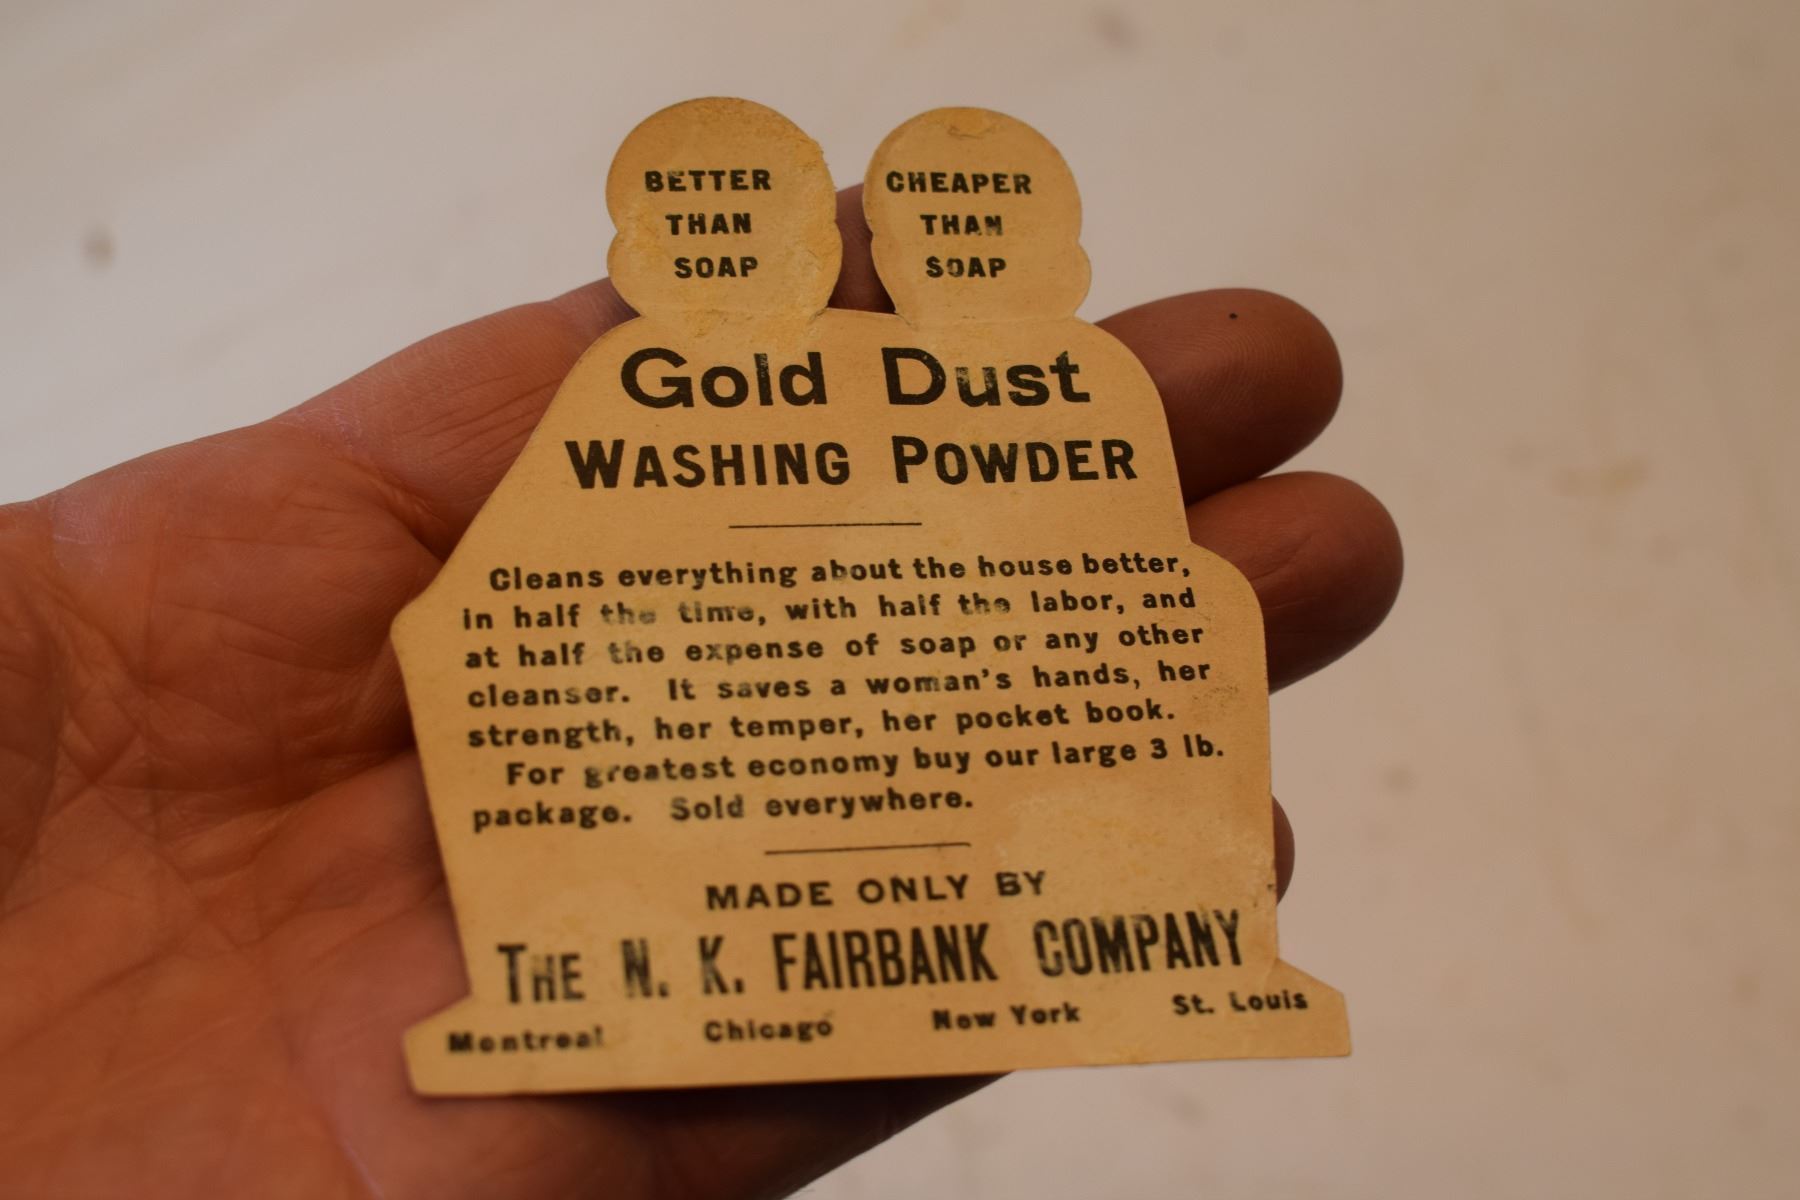 BETTER
THAN
SOAP
CHEAPER
THAN
SOAP
Gold Dust
WASHING POWDER
Cleans everything about the house better,
in half the time, with half the labor, and
at half the expense of soap or any other
cleanser. It saves a woman's hands, her
strength, her temper, her pocket book.
For greatest economy buy our large 3 lb.
package. Sold everywhere.
MADE ONLY BY
THE N. K. FAIRBANK COMPANY
Montreal Chicago New York St. Louis